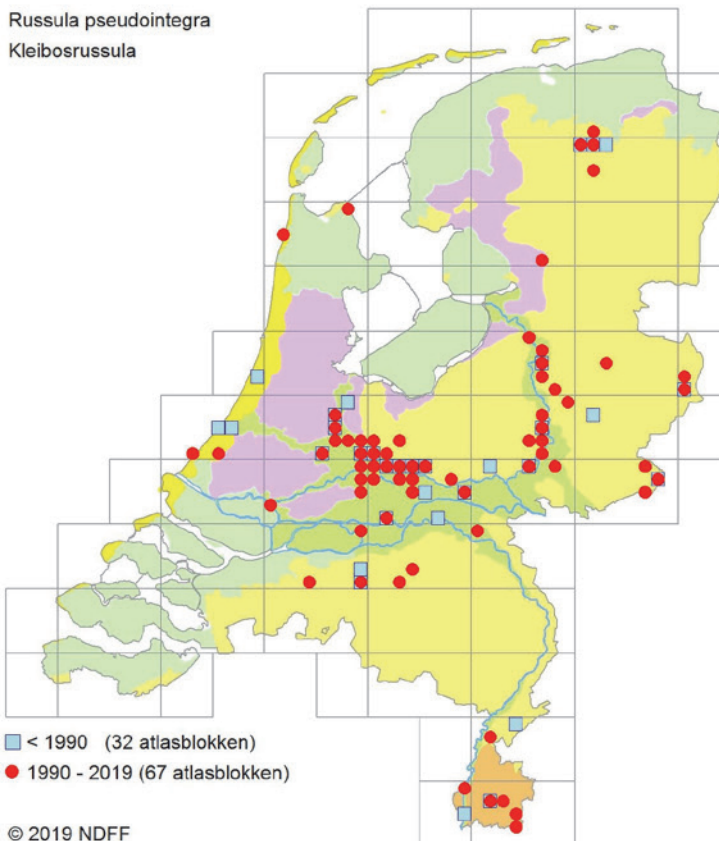 Russula pseudointegra
Kleibosrussula
< 1990 (32 atlasblokken)
1990 - 2019 (67 atlasblokken)
© 2019 NDFF